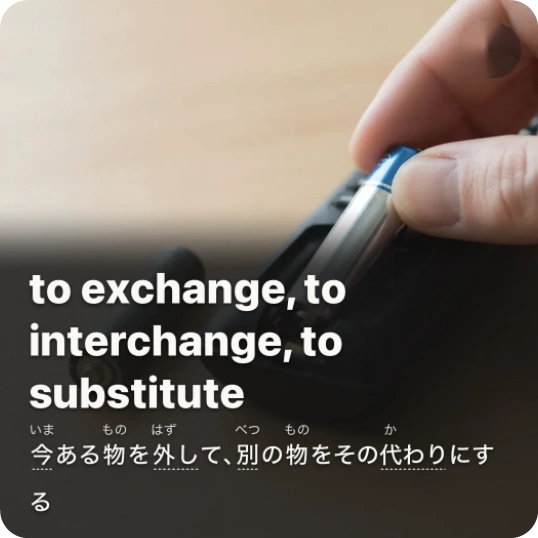 to exchange, to
interchange, to
substitute
いま もの はず べつ もの か
今ある物を外して、別の物をその代わりにす
る